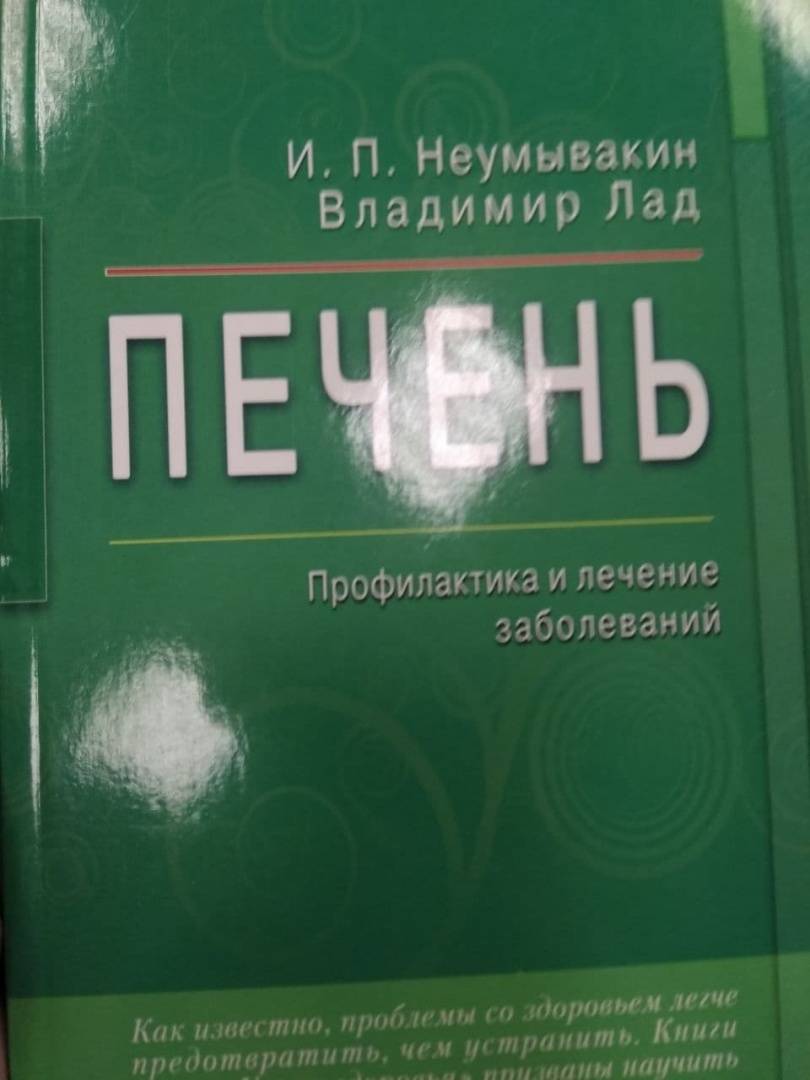 И. П. Неумывакин
Владимир Лад
ПЕЧЕНЬ
Профилактика и лечение
заболеваний
Как известно, проблемы со здоровьем легче
предотвратить, чем устранить. Книги
призваны научить